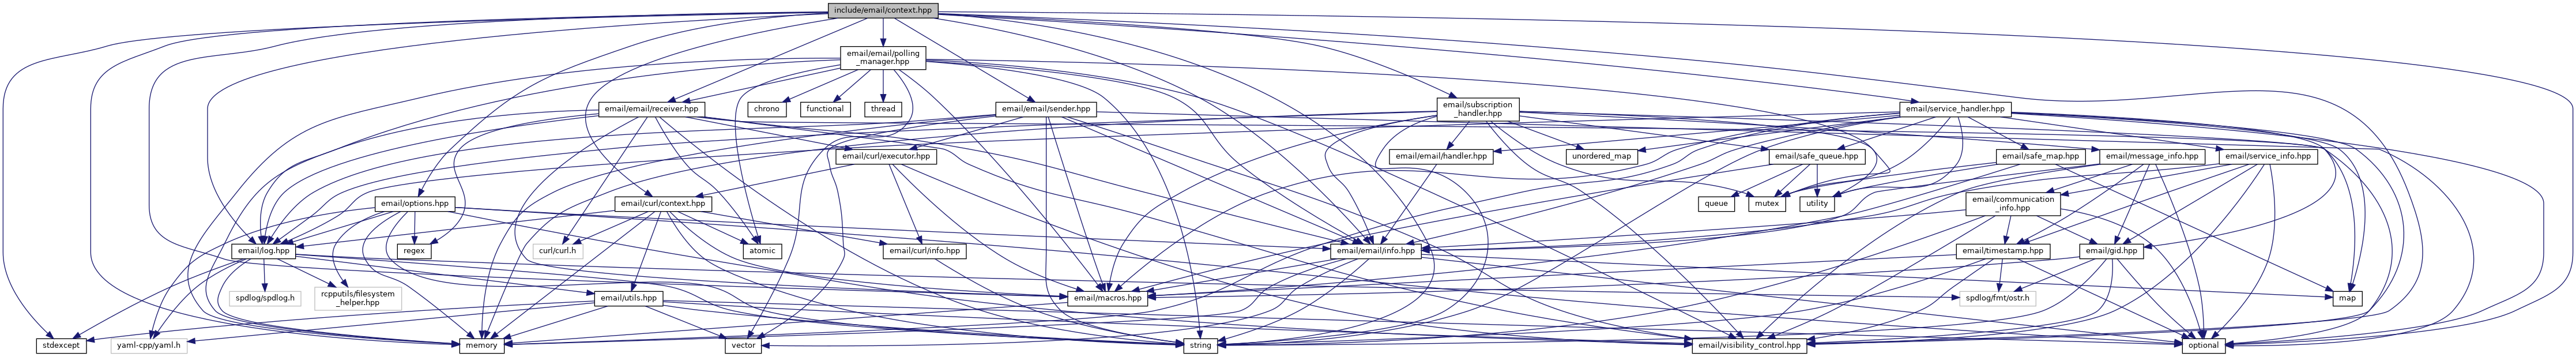 include/email/context.hpp
email/email/polling
_manager.hpp
chrono
functional
thread
email/email/receiver.hpp
email/email/sender.hpp
email/subscription
_handler.hpp
email/service_handler.hpp
email/curl/executor.hpp
email/email/handler.hpp
unordered_map
email/safe_queue.hpp
email/safe_map.hpp
email/message_info.hpp
email/service_info.hpp
email/options.hpp
email/curl/context.hpp
queue
mutex
utility
email/communication
_info.hpp
email/log.hpp
regex
curl/curl.h
atomic
email/curl/info.hpp
email/email/info.hpp
email/timestamp.hpp
email/gid.hpp
spdlog/spdlog.h
rcpputils/filesystem
_helper.hpp
email/utils.hpp
email/macros.hpp
spdlog/fmt/ostr.h
map
stdexcept
yaml-cpp/yaml.h
memory
vector
string
email/visibility_control.hpp
optional